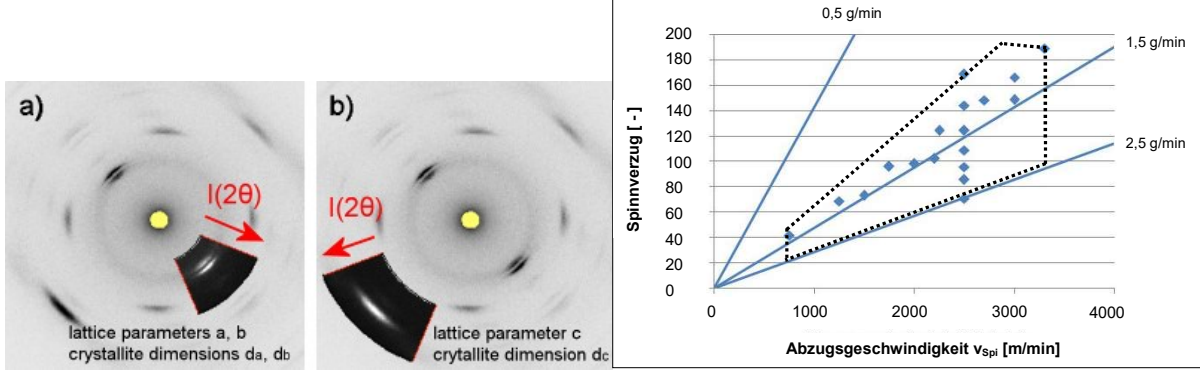 a)
I(2θ)
lattice parameters a, b
crystallite dimensions da, db
b)
I(2θ)
lattice parameter c
crytallite dimension dc
0,5 g/min
1,5 g/min
2,5 g/min
Spinnverzug [ - ]
200
180
160
140
120
100
80
60
40
20
0
0 1000 2000 3000 4000
Abzugsgeschwindigkeit vSpi [m/min]